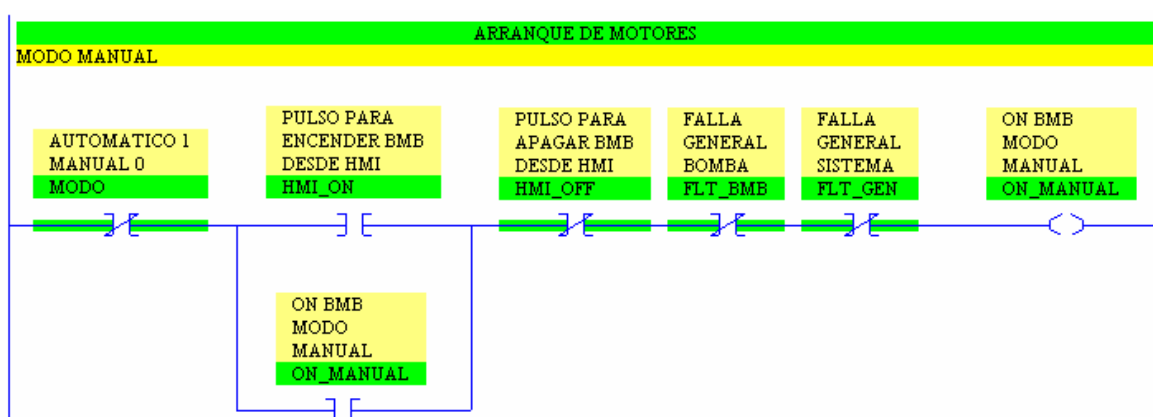 ARRANQUE DE MOTORES
MODO MANUAL
AUTOMATICO 1
MANUAL 0
MODO
PULSO PARA
ENCENDER BMB
DESDE HMI
HMI_ON
PULSO PARA
APAGAR BMB
DESDE HMI
HMI_OFF
FALLA
GENERAL
BOMBA
FLT_BMB
FALLA
GENERAL
SISTEMA
FLT_GEN
ON BMB
MODO
MANUAL
ON_MANUAL
ON BMB
MODO
MANUAL
ON_MANUAL